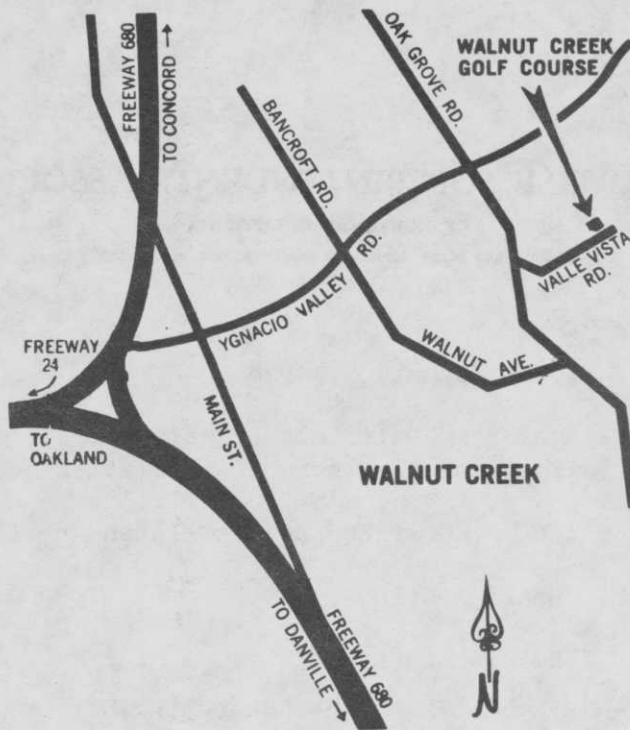 FREEWAY 680
TO CONCORD →
OAK GROVE RD.
WALNUT CREEK
GOLF COURSE
BANCROFT RD.
VALLE VISTA
RD.
YGNACIO VALLEY RD.
FREEWAY
24
WALNUT AVE.
MAIN ST.
TO
OAKLAND
WALNUT CREEK
TO DANVILLE →
FREEWAY 680
N